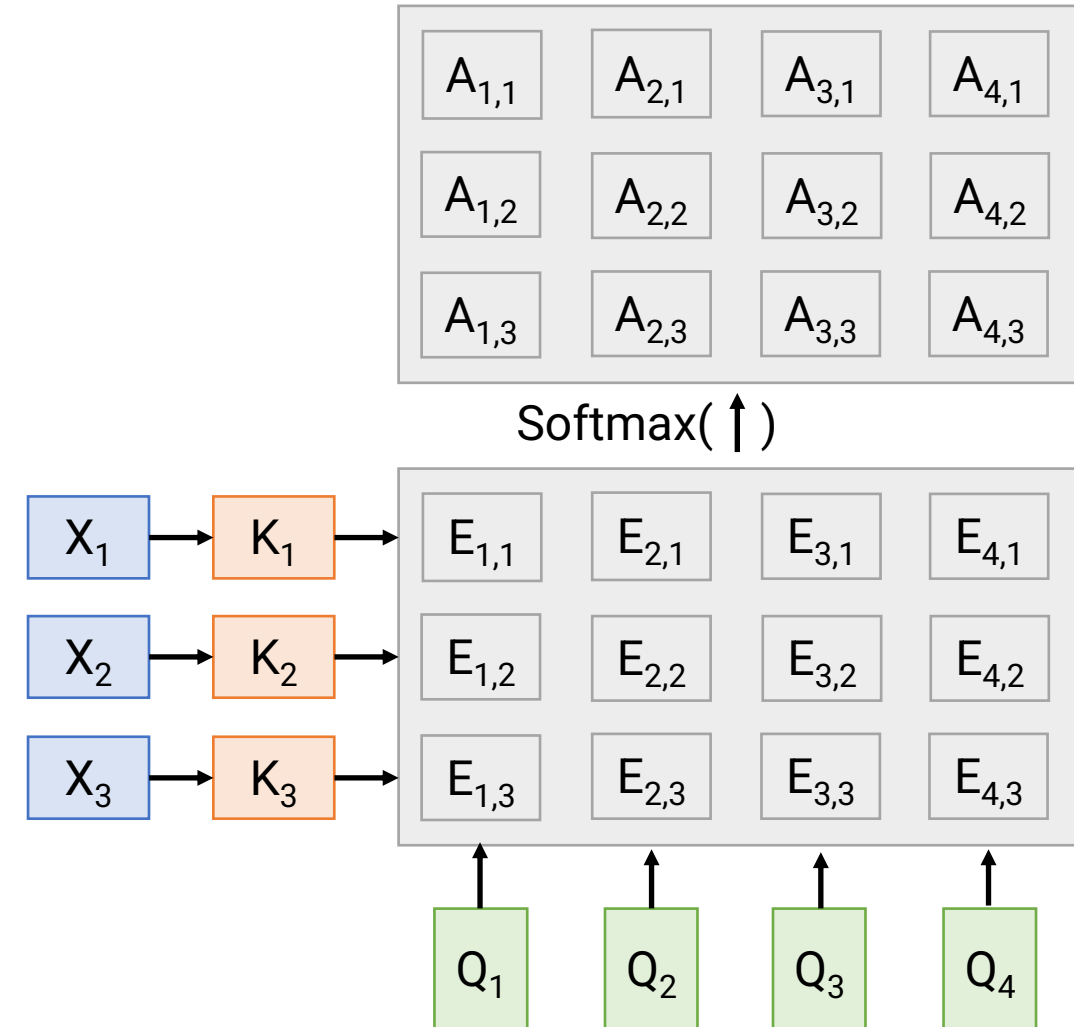 A1,1 A2,1 A3,1 A4,1
A1,2 A2,2 A3,2 A4,2
A1,3 A2,3 A3,3 A4,3
Softmax( ↑ )
X1 K1 E1,1 E2,1 E3,1 E4,1
X2 K2 E1,2 E2,2 E3,2 E4,2
X3 K3 E1,3 E2,3 E3,3 E4,3
Q1 Q2 Q3 Q4